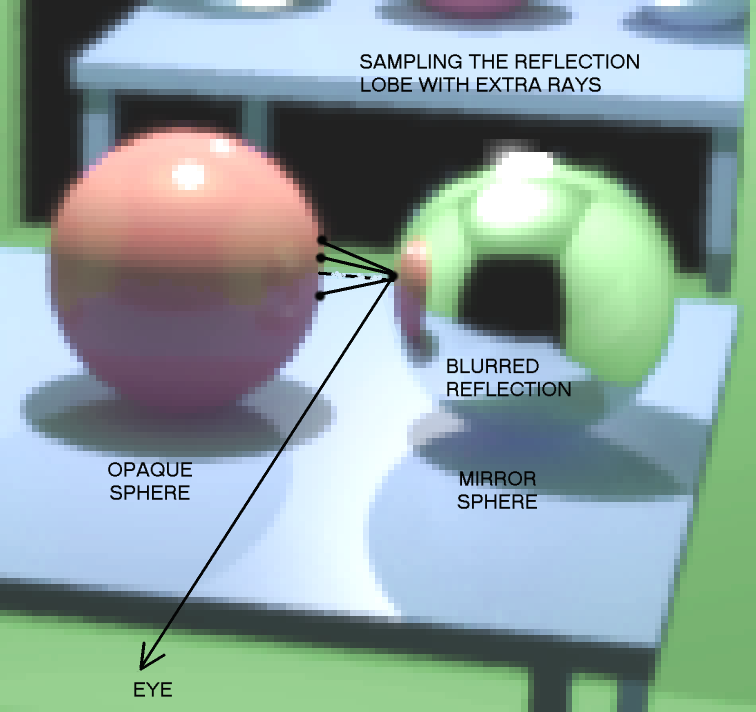 SAMPLING THE REFLECTION
LOBE WITH EXTRA RAYS
BLURRED
REFLECTION
OPAQUE
SPHERE
MIRROR
SPHERE
EYE